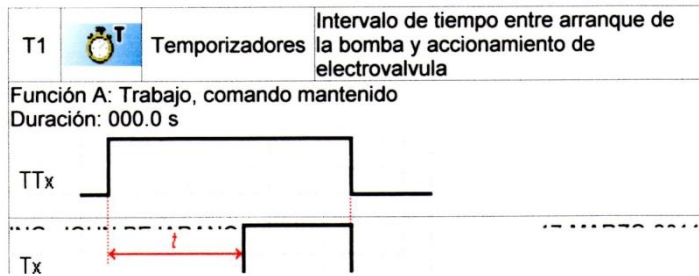 T1
T
Temporizadores
Intervalo de tiempo entre arranque de
la bomba y accionamiento de
electrovalvula
Función A: Trabajo, comando mantenido
Duración: 000.0 s
TTx
t
Tx